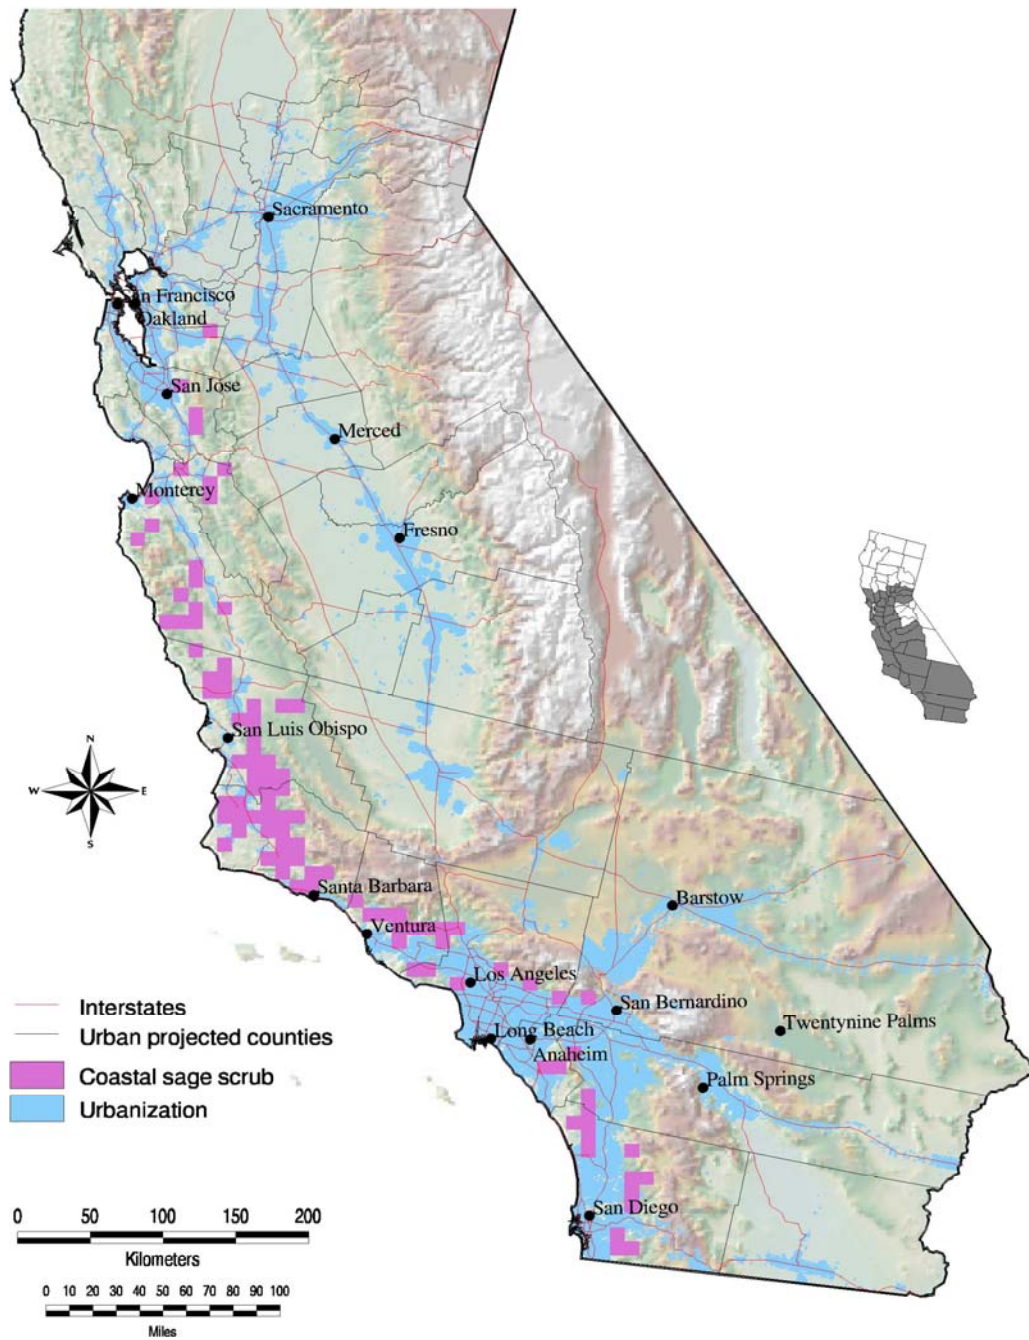 Sacramento
an Francisco
Oakland
San Jose
Merced
Monterey
Fresno
San Luis Obispo
N
W E
S
Santa Barbara
Barstow
Ventura
Los Angeles
San Bernardino
Interstates
Twentynine Palms
Long Beach
Urban projected counties
Anaheim
Coastal sage scrub
Palm Springs
Urbanization
San Diego
0 50 100 150 200
Kilometers
0 10 20 30 40 50 60 70 80 90 100
Miles